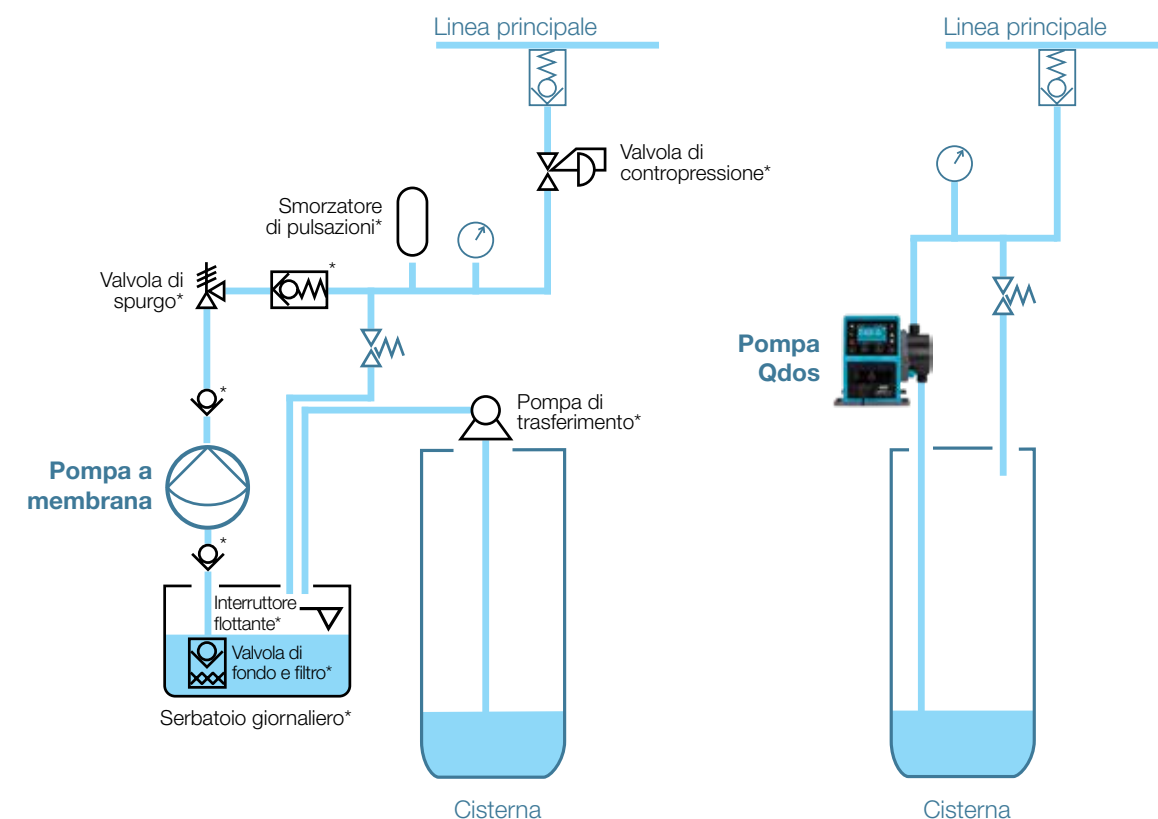 Linea principale
Linea principale
Valvola di
contropressione*
Smorzatore
di pulsazioni*
*
Valvola di
spurgo*
Pompa
Qdos
*
Pompa di
trasferimento*
Pompa a
membrana
*
Interruttore
flottante*
Valvola di
fondo e filtro*
Serbatoio giornaliero*
Cisterna
Cisterna